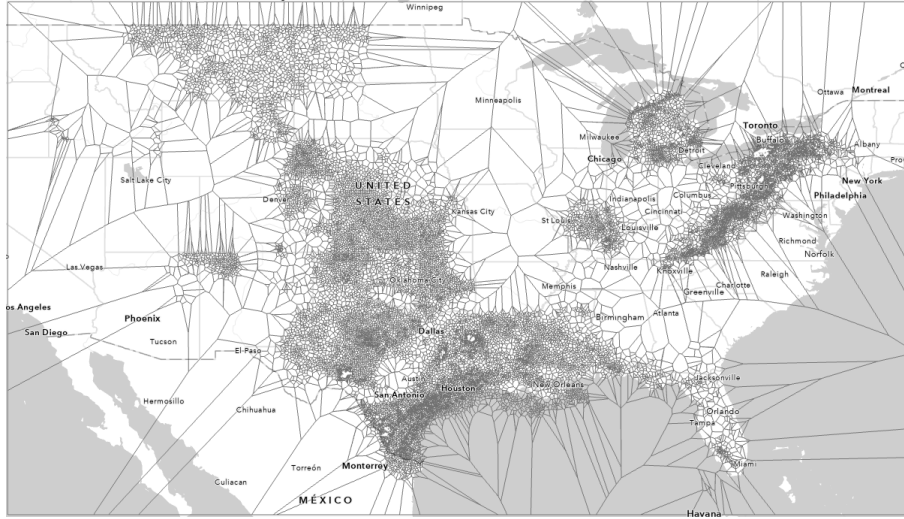 Winnipeg
Ottawa
Montreal
Minneapolis
Toronto
Milwaukee
Buffalo
Albany
Detroit
Chicago
Cleveland
Pro
Salt Lake City
UNITED
STATES
Pittsburgh
New York
Denver
Indianapolis
Columbus
Philadelphia
Kansas City
Cincinnati
Washington
St Louis
Louisville
Richmond
Norfolk
Las Vegas
Nashville
Knoxville
Raleigh
Oklahoma City
Memphis
Charlotte
Greenville
os Angeles
Phoenix
Birmingham
Atlanta
San Diego
Dallas
Tucson
El Paso
Austin
Jacksonville
Houston
New Orleans
San Antonio
Hermosillo
Chihuahua
Orlando
Tampa
Torreón
Monterrey
Miami
Culiacan
MÉXICO
Havana